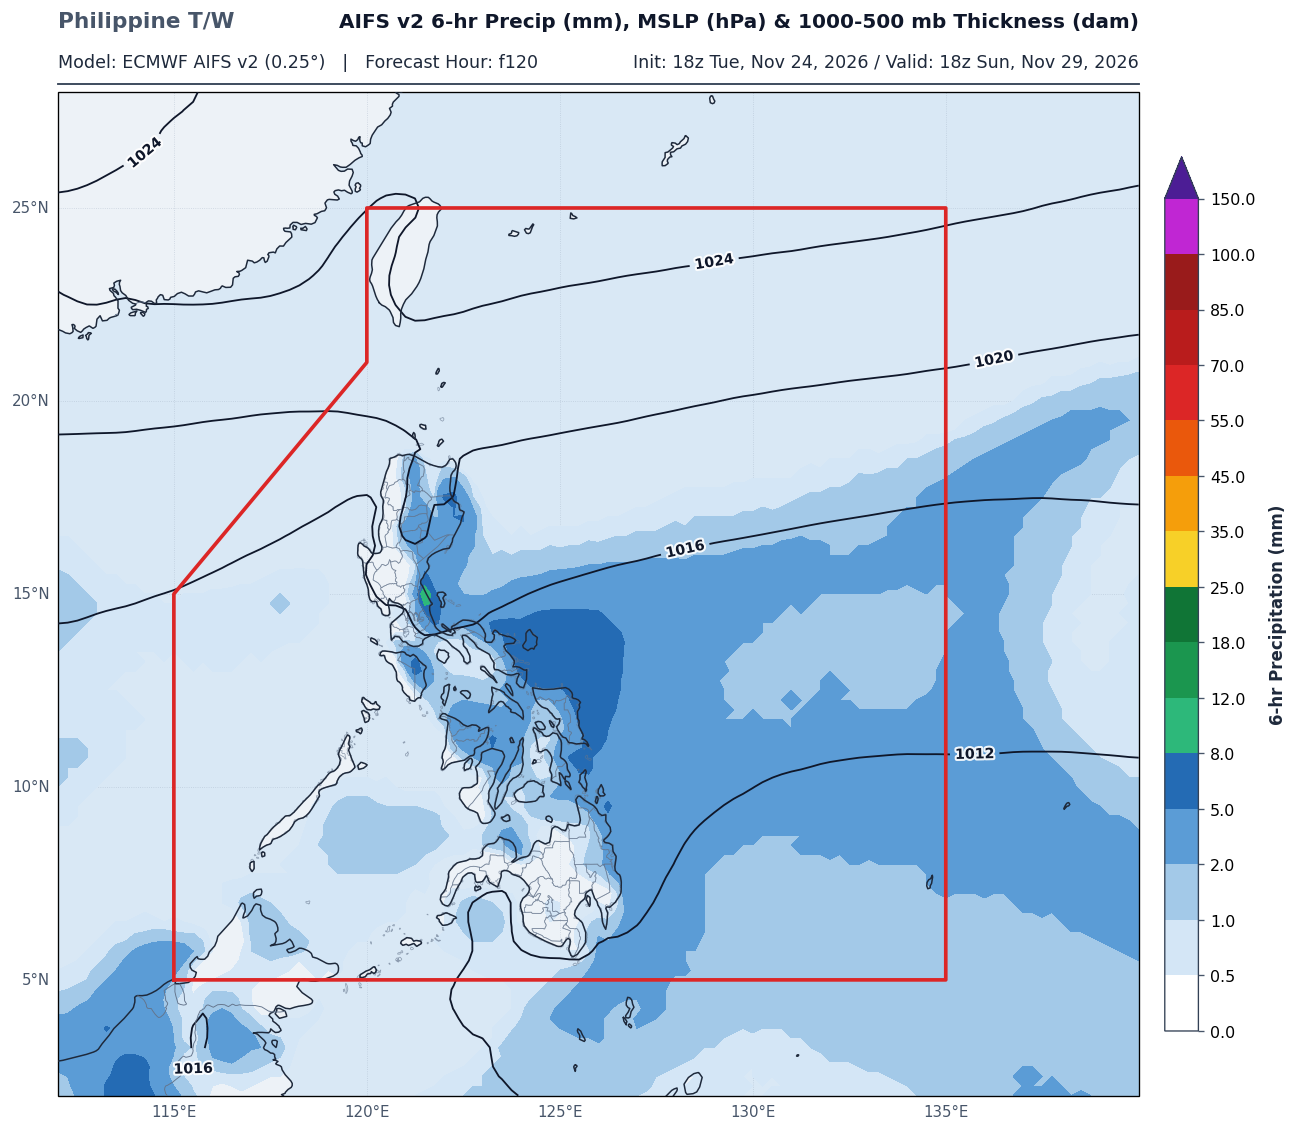 Philippine T/W
AIFS v2 6-hr Precip (mm), MSLP (hPa) & 1000-500 mb Thickness (dam)
Model: ECMWF AIFS v2 (0.25°)   |   Forecast Hour: f120
Init: 18z Tue, Nov 24, 2026 / Valid: 18z Sun, Nov 29, 2026
1024
1024
1020
1016
1012
1016
25°N
20°N
15°N
10°N
5°N
115°E
120°E
125°E
130°E
135°E
150.0
100.0
85.0
70.0
55.0
45.0
35.0
25.0
18.0
12.0
8.0
5.0
2.0
1.0
0.5
0.0
6-hr Precipitation (mm)